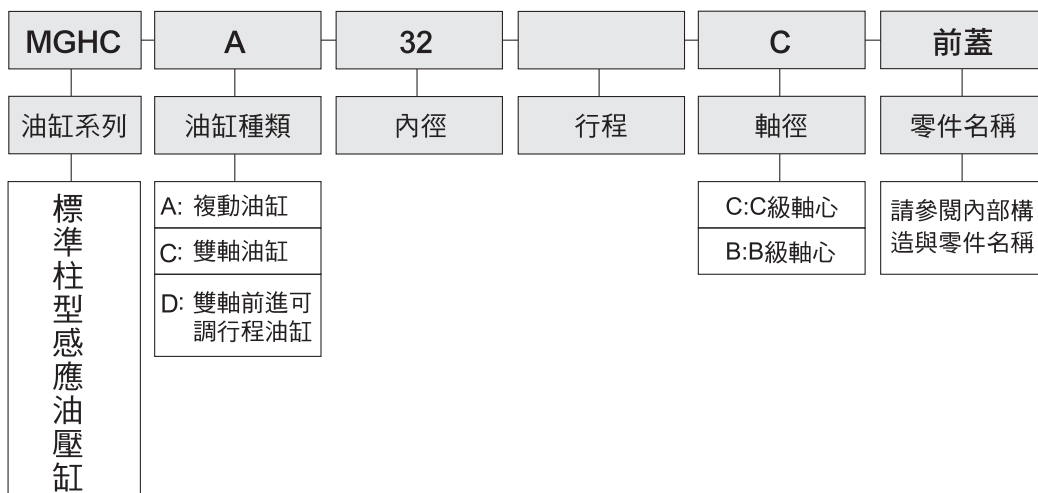 MGHC A 32 C 前蓋
油缸系列 油缸種類 內徑 行程 軸徑 零件名稱
標準柱型感應油壓缸
A: 複動油缸
C: 雙軸油缸
D: 雙軸前進可
調行程油缸
C:C級軸心
B:B級軸心
請參閱內部構
造與零件名稱